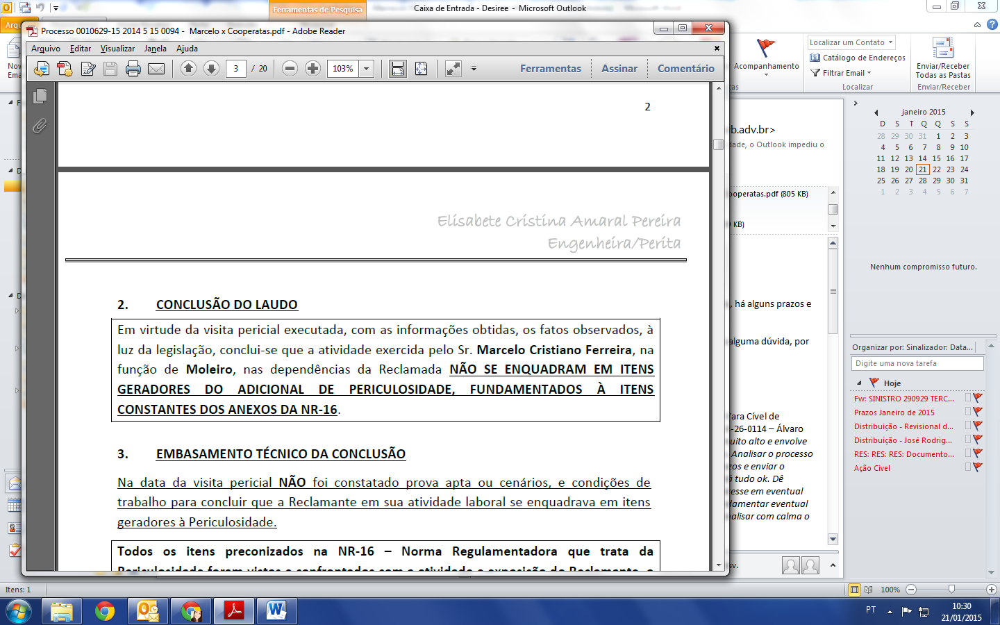 Ferramentas de Pesquisa
Caixa de Entrada - Desiree - Microsoft Outlook
Processo 0010629-15 2014 5 15 0094 - Marcelo x Cooperatas.pdf - Adobe Reader
Arquivo Editar Visualizar Janela Ajuda
3 / 20
103%
Ferramentas Assinar Comentário
2
Elisabete Cristina Amaral Pereira
Engenheira/Perita
2. CONCLUSÃO DO LAUDO
Em virtude da visita pericial executada, com as informações obtidas, os fatos observados, à
luz da legislação, conclui-se que a atividade exercida pelo Sr. Marcelo Cristiano Ferreira, na
função de Moleiro, nas dependências da Reclamada NÃO SE ENQUADRAM EM ITENS
GERADORES DO ADICIONAL DE PERICULOSIDADE, FUNDAMENTADOS À ITENS
CONSTANTES DOS ANEXOS DA NR-16.
3. EMBASAMENTO TÉCNICO DA CONCLUSÃO
Na data da visita pericial NÃO foi constatado prova apta ou cenários, e condições de
trabalho para concluir que a Reclamante em sua atividade laboral se enquadrava em itens
geradores à Periculosidade.
Todos os itens preconizados na NR-16 – Norma Regulamentadora que trata da
Acompanhamento
Localizar um Contato
Catálogo de Endereços
Filtrar Email
Localizar
Enviar/Receber
Todas as Pastas
Enviar/Receber
rb.adv.br>
dade, o Outlook impediu o
ooperatas.pdf (805 KB)
KB)
, há alguns prazos e
alguma dúvida, por
Vara Cível de
-26-0114 – Álvaro
uito alto e envolve
Analisar o processo
zos e enviar o
á tudo ok. Dê
resse em eventual
damentar eventual
nalisar com calma o
sv.
janeiro 2015
D S T Q Q S S
28 29 30 31 1 2 3
4 5 6 7 8 9 10
11 12 13 14 15 16 17
18 19 20 21 22 23 24
25 26 27 28 29 30 31
1 2 3 4 5 6 7
Nenhum compromisso futuro.
Organizar por: Sinalizador: Data...
Digite uma nova tarefa
Hoje
Fw: SINISTRO 290929 TERC...
Prazos Janeiro de 2015
Distribuição - Revisional d...
Distribuição - José Rodrig...
RES: RES: RES: Documento...
Ação Civel
Itens: 1
100%
PT
10:30
21/01/2015